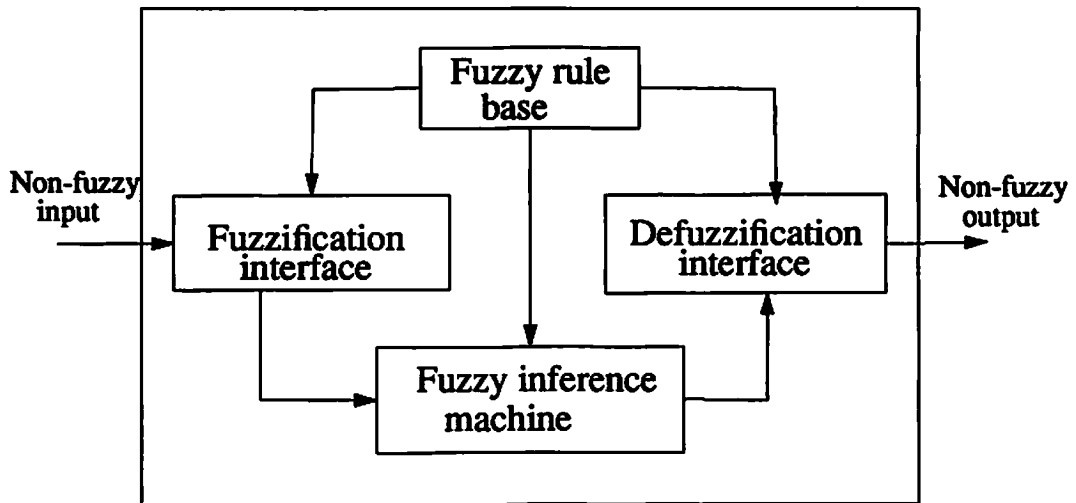 Fuzzy rule
base
Non-fuzzy
input
Fuzzification
interface
Defuzzification
interface
Non-fuzzy
output
Fuzzy inference
machine